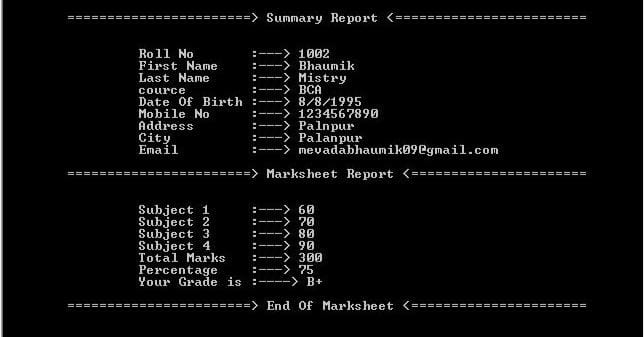 =======================> Summary Report <========================
Roll No :---> 1002
First Name :---> Bhaumik
Last Name :---> Mistry
cource :---> BCA
Date Of Birth :---> 8/8/1995
Mobile No :---> 1234567890
Address :---> Palnpur
City :---> Palanpur
Email :---> mevadabhaumik09@gmail.com
=======================> Marksheet Report <======================
Subject 1 :---> 60
Subject 2 :---> 70
Subject 3 :---> 80
Subject 4 :---> 90
Total Marks :---> 300
Percentage :---> 75
Your Grade is :----> B+
=======================> End Of Marksheet <======================